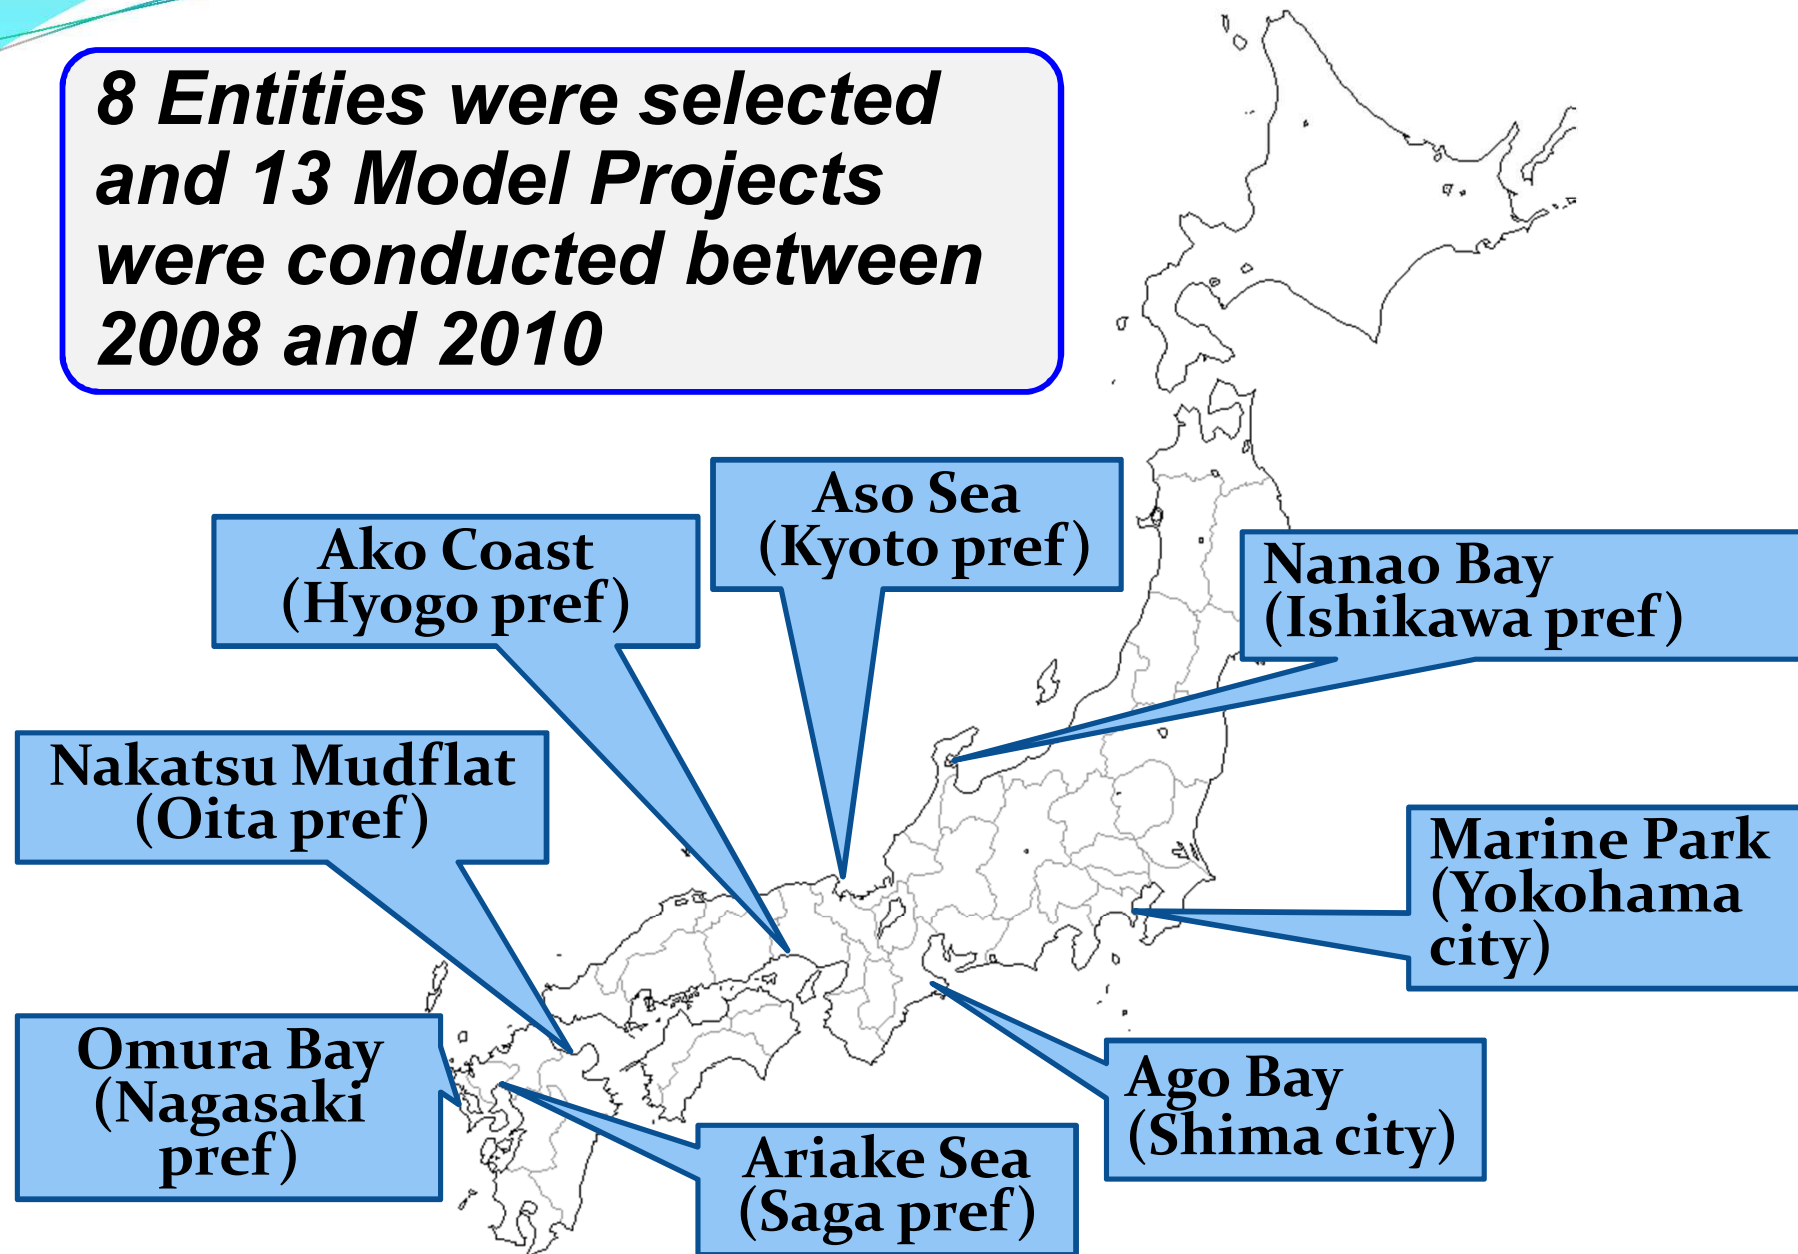 8 Entities were selected
and 13 Model Projects
were conducted between
2008 and 2010
Aso Sea
(Kyoto pref)
Ako Coast
(Hyogo pref)
Nanao Bay
(Ishikawa pref)
Nakatsu Mudflat
(Oita pref)
Marine Park
(Yokohama
city)
Omura Bay
(Nagasaki
pref)
Ago Bay
(Shima city)
Ariake Sea
(Saga pref)